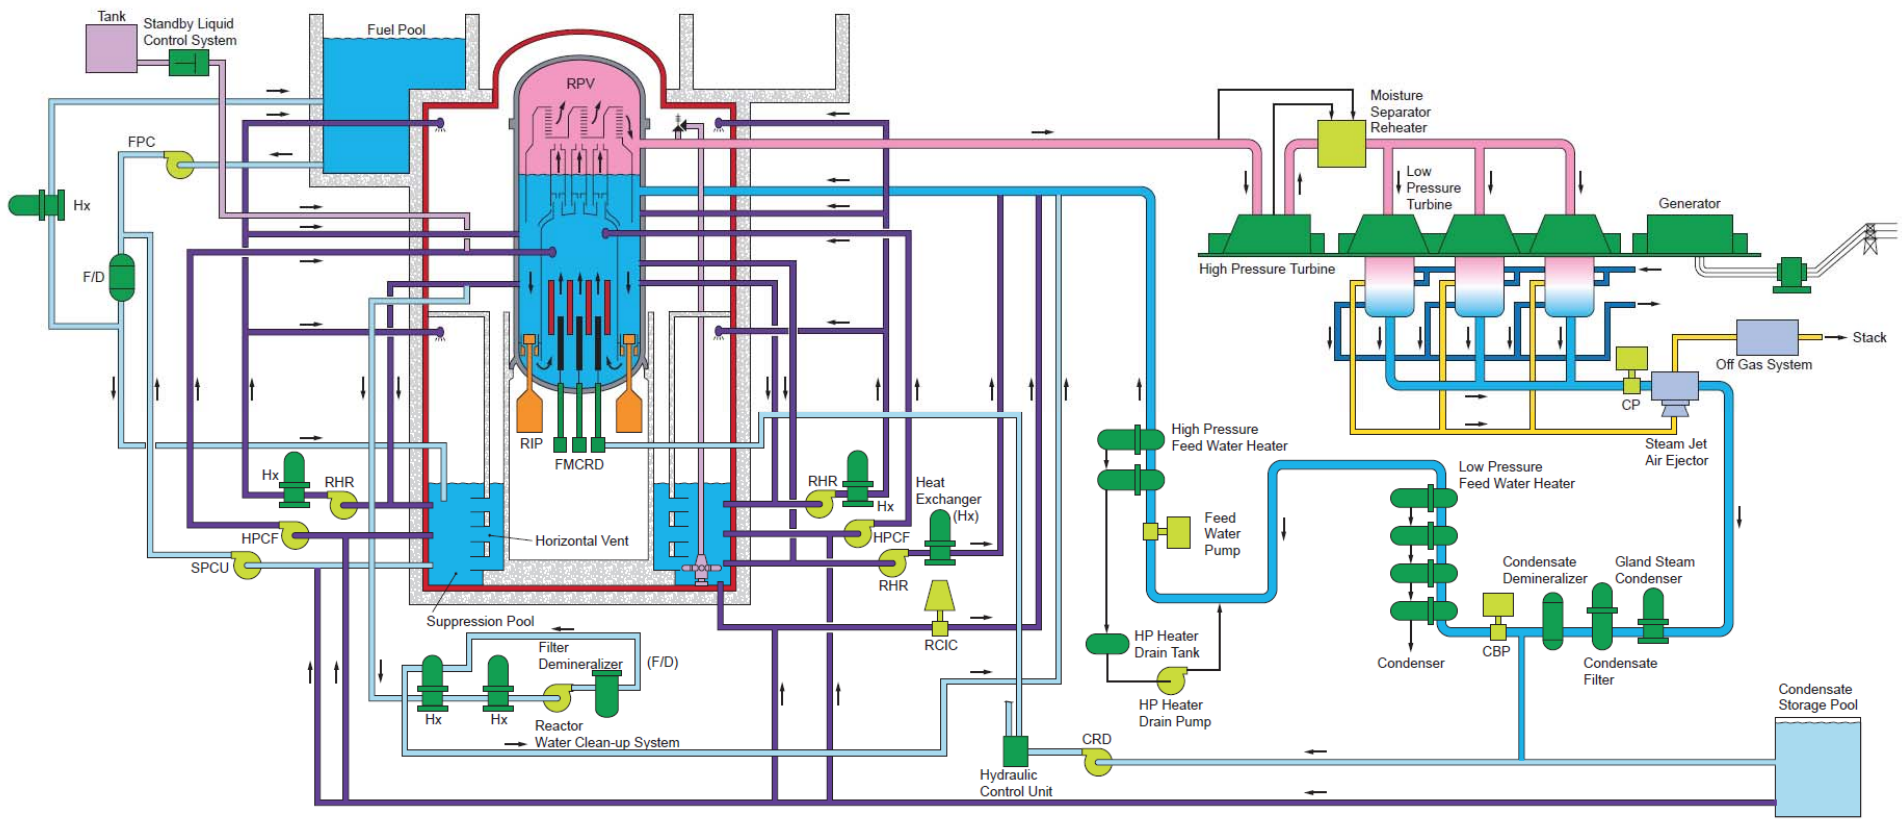 Tank
Standby Liquid
Control System
Fuel Pool
RPV
Moisture
Separator
Reheater
FPC
Hx
Low
Pressure
Turbine
Generator
F/D
High Pressure Turbine
Stack
Off Gas System
CP
RIP
FMCRD
High Pressure
Feed Water Heater
Steam Jet
Air Ejector
Low Pressure
Feed Water Heater
Hx
RHR
RHR
Hx
Heat
Exchanger
(Hx)
HPCF
Horizontal Vent
HPCF
Feed
Water
Pump
SPCU
RHR
Condensate
Demineralizer
Gland Steam
Condenser
Suppression Pool
RCIC
HP Heater
Drain Tank
Condenser
CBP
Condensate
Filter
Filter
Demineralizer
(F/D)
Hx
Hx
Reactor
Water Clean-up System
HP Heater
Drain Pump
Condensate
Storage Pool
CRD
Hydraulic
Control Unit